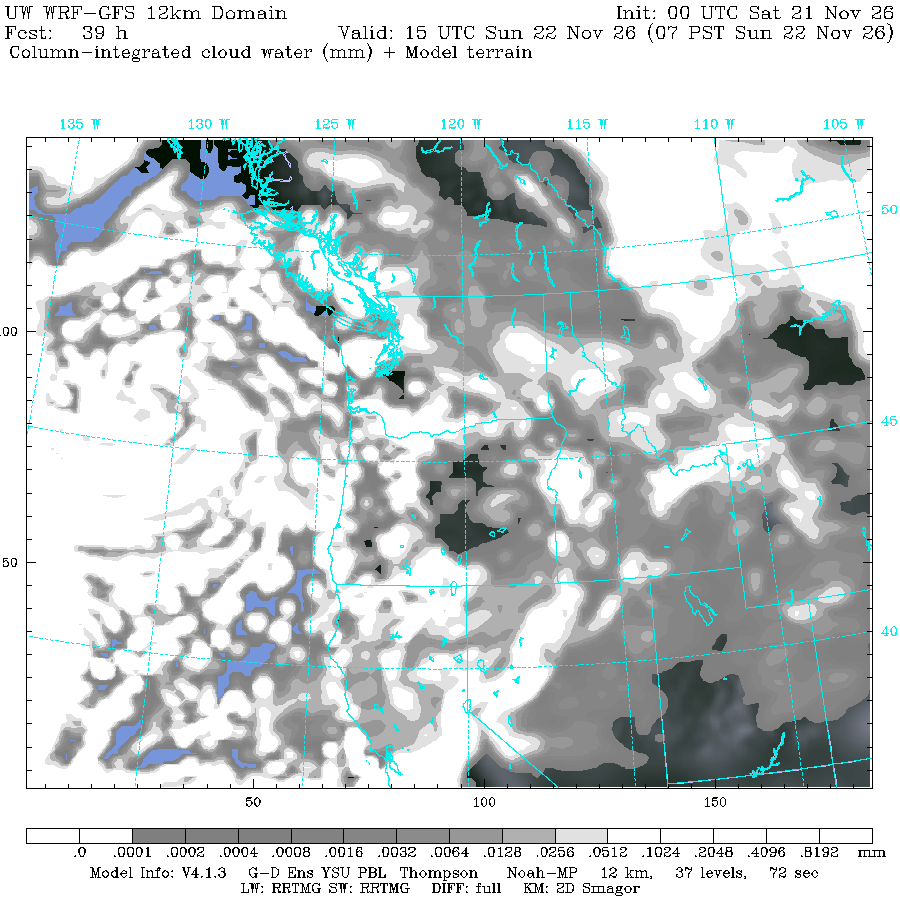 UW WRF-GFS 12km Domain Init: 00 UTC Sat 21 Nov 26
Fcst: 39 h Valid: 15 UTC Sun 22 Nov 26 (07 PST Sun 22 Nov 26)
Column-integrated cloud water (mm) + Model terrain
135 W 130 W 125 W 120 W 115 W 110 W 105 W
50
00
45
50
40
50 100 150
.0 .0001 .0002 .0004 .0008 .0016 .0032 .0064 .0128 .0256 .0512 .1024 .2048 .4096 .8192 mm
Model Info: V4.1.3 G-D Ens YSU PBL Thompson Noah-MP 12 km, 37 levels, 72 sec
LW: RRTMG SW: RRTMG DIFF: full KM: 2D Smagor